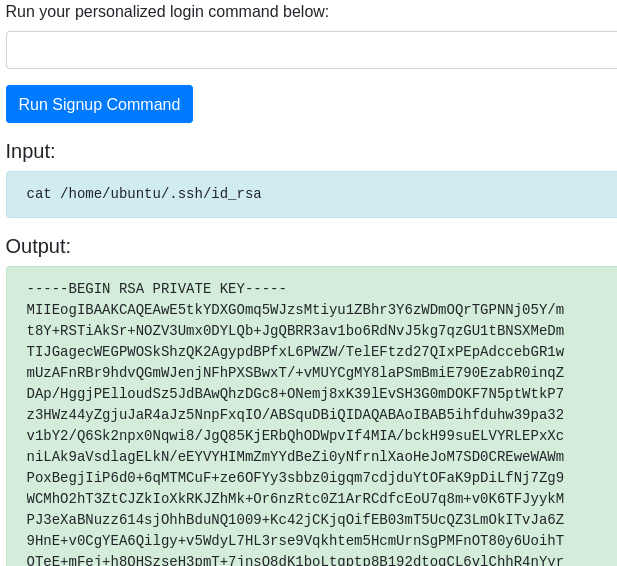 Run your personalized login command below:
Run Signup Command
Input:
cat /home/ubuntu/.ssh/id_rsa
Output:
-----BEGIN RSA PRIVATE KEY-----
MIIEogIBAAKCAQEAwE5tkYDXGOmq5WJzsMtiyu1ZBhr3Y6zWDmOQrTGPNNj05Y/m
t8Y+RSTiAkSr+NOZV3Umx0DYLQb+JgQBRR3av1bo6RdNvJ5kg7qzGU1tBNSXMeDm
TIJGagecWEGPWOSkShzQK2AgypdBPfxL6PWZW/TelEFtzd27QIxPEpAdccebGR1w
mUzAFnRBr9hdvQGmWJenjNFhPXSBwxT/+vMUYCgMY8laPSmBmiE790EzabR0inqZ
DAp/HggjPElloudSz5JdBAwQhzDGc8+ONemj8xK39lEvSH3G0mDOKF7N5ptWtkP7
z3HWz44yZgjuJaR4aJz5NnpFxqIO/ABSquDBiQIDAQABAoIBAB5ihfduhw39pa32
v1bY2/Q6Sk2npx0Nqwi8/JgQ85KjERbQhODWpvIf4MIA/bckH99suELVYRLEPxXc
niLAk9aVsdlagELkN/eEYVYHIMmZmYYdBeZi0yNfrnlXaoHeJoM7SD0CREweWAWm
PoxBegjIiP6d0+6qMTMCuF+ze6OFYy3sbbz0igqm7cdjduYtOFaK9pDiLfNj7Zg9
WCMhO2hT3ZtCJZkIoXkRKJZhMk+Or6nzRtc0Z1ArRCdfcEoU7q8m+v0K6TFJyykM
PJ3eXaBNuzz614sjOhhBduNQ1009+Kc42jCKjqOifEB03mT5UcQZ3LmOkITvJa6Z
9HnE+v0CgYEA6Qilgy+v5WdyL7HL3rse9Vqkhtem5HcmUrnSgPMFnOT80y6UoihT